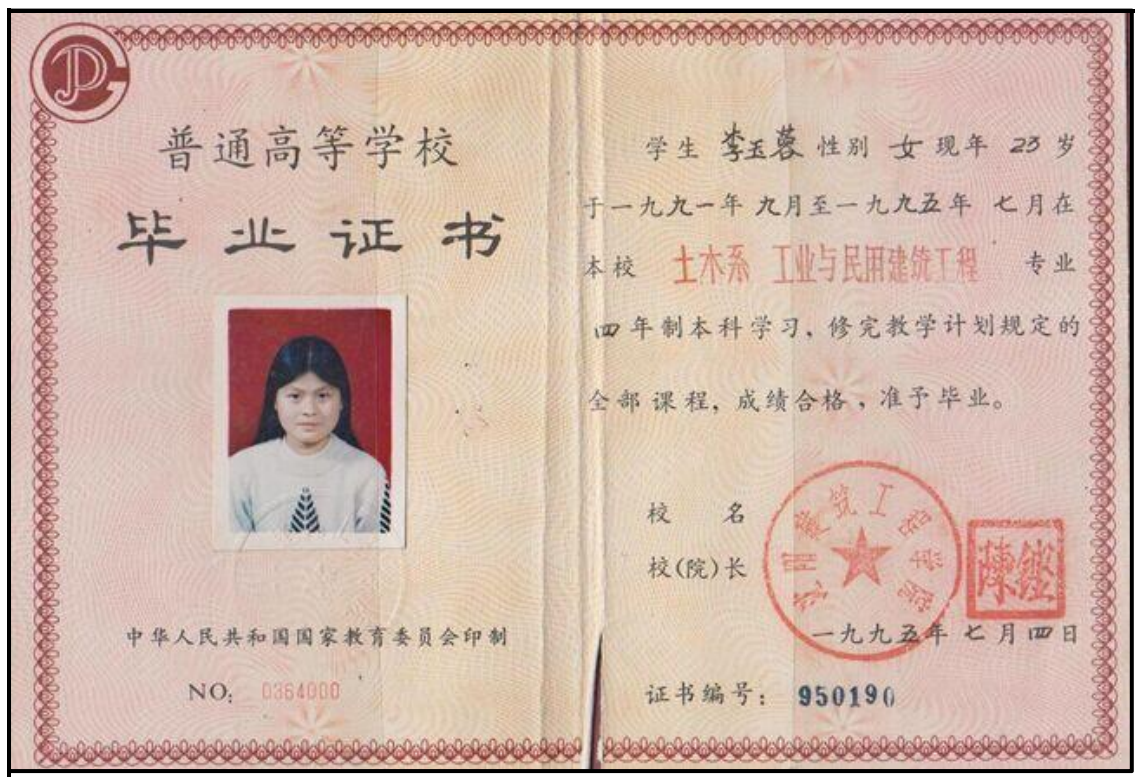 普通高等学校
毕业证书
中华人民共和国国家教育委员会印制
NO: 0364000
学生 李玉蓉 性别 女 现年 23 岁
于一九九一年 九月至一九九五年 七月在
本校 土木系 工业与民用建筑工程 专业
四年制本科学习，修完教学计划规定的
全部课程，成绩合格，准予毕业。
校 名
校(院)长
一九九五年 七月四日
证书编号： 950190